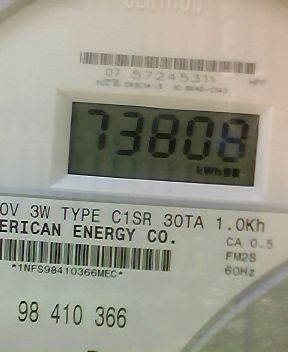 CENTRON
07 57245311
73808
kWh
0V 3W TYPE C1SR 30TA 1.0Kh
ERICAN ENERGY CO.
CA 0.5
FM2S
*1NFS98410366MEC*
60Hz
98 410 366